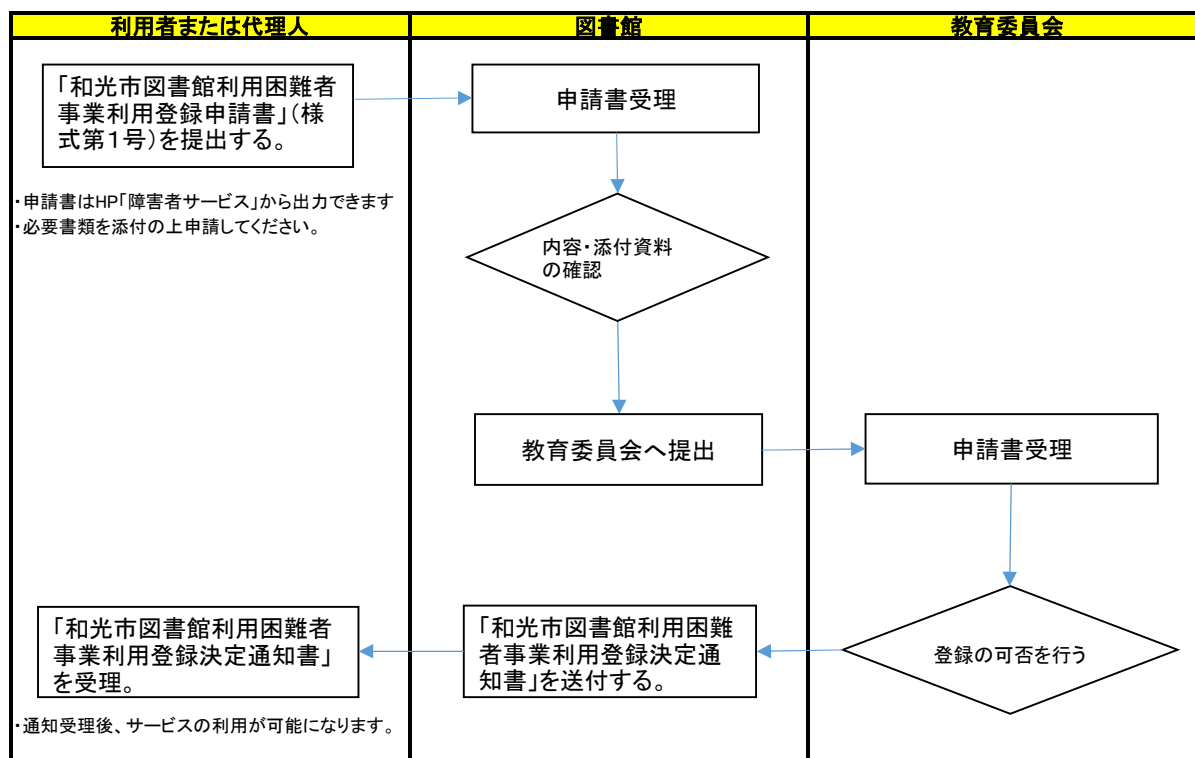 利用者または代理人
図書館
教育委員会
「和光市図書館利用困難者
事業利用登録申請書」(様
式第1号)を提出する。
申請書受理
・申請書はHP「障害者サービス」から出力できます
・必要書類を添付の上申請してください。
内容・添付資料
の確認
教育委員会へ提出
申請書受理
登録の可否を行う
「和光市図書館利用困難
者事業利用登録決定通
知書」を送付する。
「和光市図書館利用困難者
事業利用登録決定通知書」
を受理。
・通知受理後、サービスの利用が可能になります。